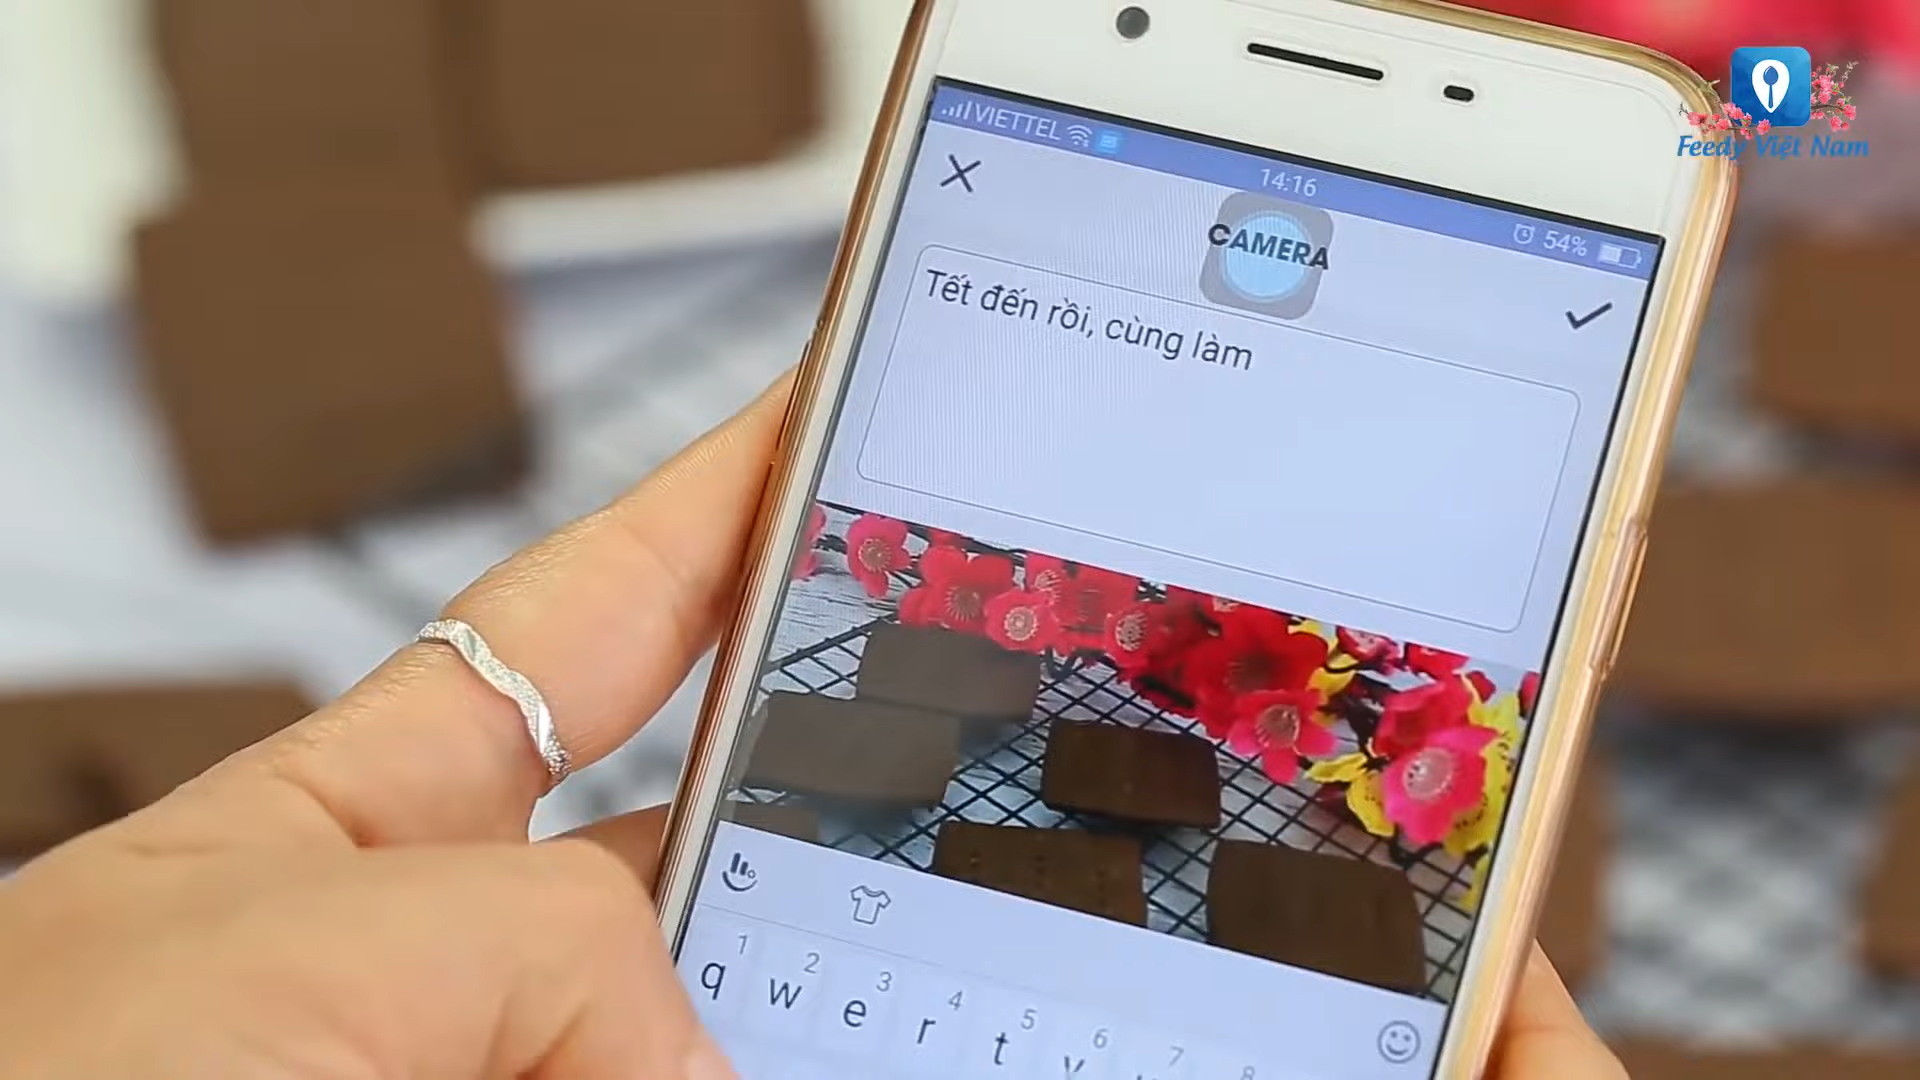 Feedy Việt Nam
VIETTEL
14:16
54%
CAMERA
Tết đến rồi, cùng làm
1 2 3 4 5 6 7 8
q w e r t y